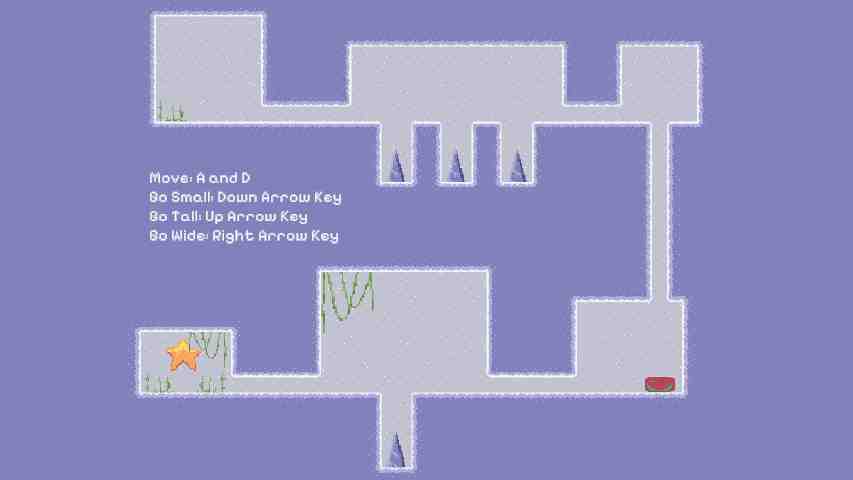 Move: A and D
Go Small: Down Arrow Key
Go Tall: Up Arrow Key
Go Wide: Right Arrow Key